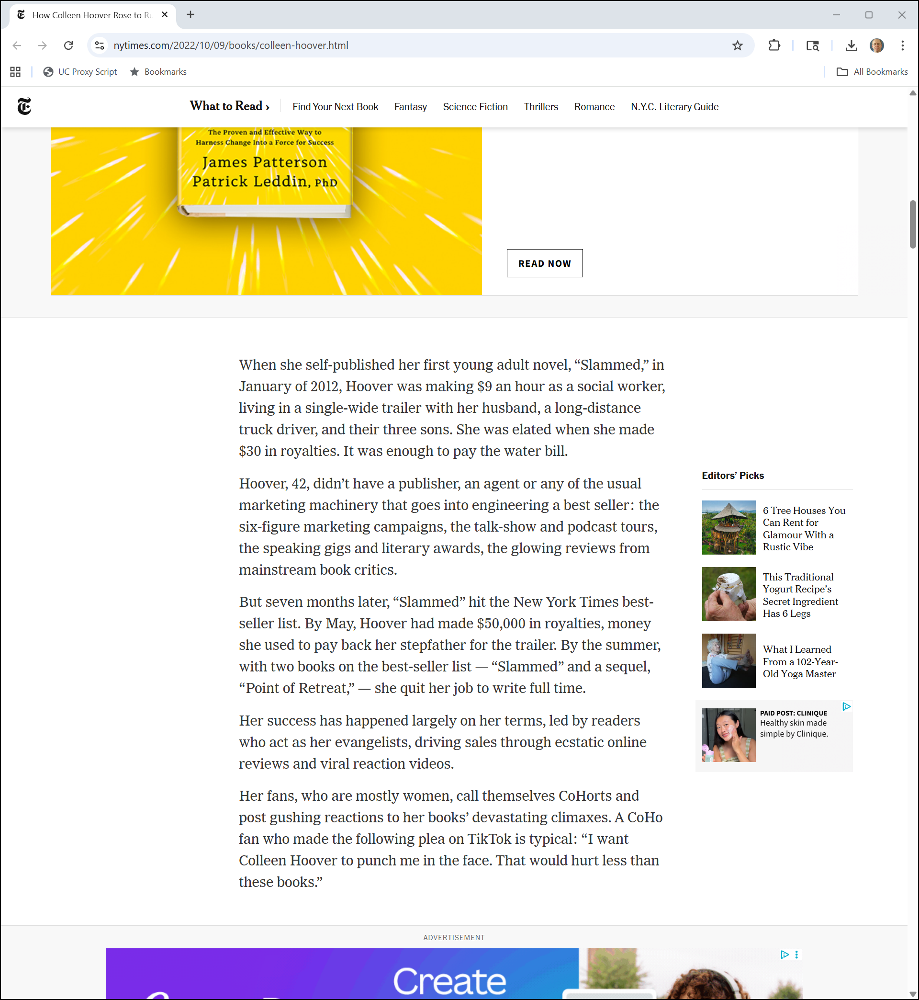 How Colleen Hoover Rose to Ru
nytimes.com/2022/10/09/books/colleen-hoover.html
UC Proxy Script
Bookmarks
All Bookmarks
What to Read ›
Find Your Next Book
Fantasy
Science Fiction
Thrillers
Romance
N.Y.C. Literary Guide
The Proven and Effective Way to
Harness Change Into a Force for Success
James Patterson
Patrick Leddin, PhD
READ NOW
When she self-published her first young adult novel, “Slammed,” in
January of 2012, Hoover was making $9 an hour as a social worker,
living in a single-wide trailer with her husband, a long-distance
truck driver, and their three sons. She was elated when she made
$30 in royalties. It was enough to pay the water bill.
Hoover, 42, didn’t have a publisher, an agent or any of the usual
marketing machinery that goes into engineering a best seller: the
six-figure marketing campaigns, the talk-show and podcast tours,
the speaking gigs and literary awards, the glowing reviews from
mainstream book critics.
But seven months later, “Slammed” hit the New York Times best-
seller list. By May, Hoover had made $50,000 in royalties, money
she used to pay back her stepfather for the trailer. By the summer,
with two books on the best-seller list — “Slammed” and a sequel,
“Point of Retreat,” — she quit her job to write full time.
Her success has happened largely on her terms, led by readers
who act as her evangelists, driving sales through ecstatic online
reviews and viral reaction videos.
Her fans, who are mostly women, call themselves CoHorts and
post gushing reactions to her books’ devastating climaxes. A CoHo
fan who made the following plea on TikTok is typical: “I want
Colleen Hoover to punch me in the face. That would hurt less than
these books.”
Editors’ Picks
6 Tree Houses You
Can Rent for
Glamour With a
Rustic Vibe
This Traditional
Yogurt Recipe’s
Secret Ingredient
Has 6 Legs
What I Learned
From a 102-Year-
Old Yoga Master
PAID POST: CLINIQUE
Healthy skin made
simple by Clinique.
ADVERTISEMENT
Create